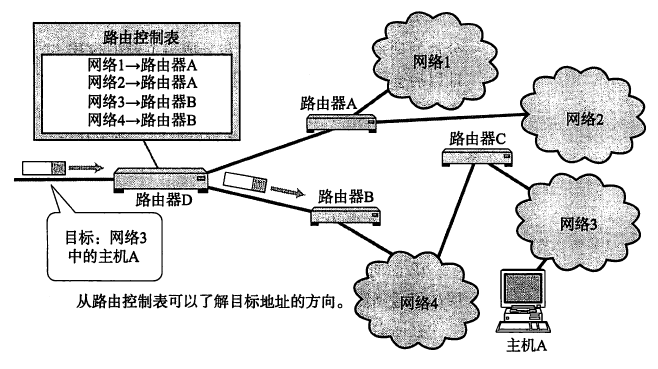 路由控制表
网络1→路由器A
网络2→路由器A
网络3→路由器B
网络4→路由器B
网络1
路由器A
网络2
路由器C
路由器D
路由器B
网络3
目标：网络3
中的主机A
网络4
从路由控制表可以了解目标地址的方向。
主机A